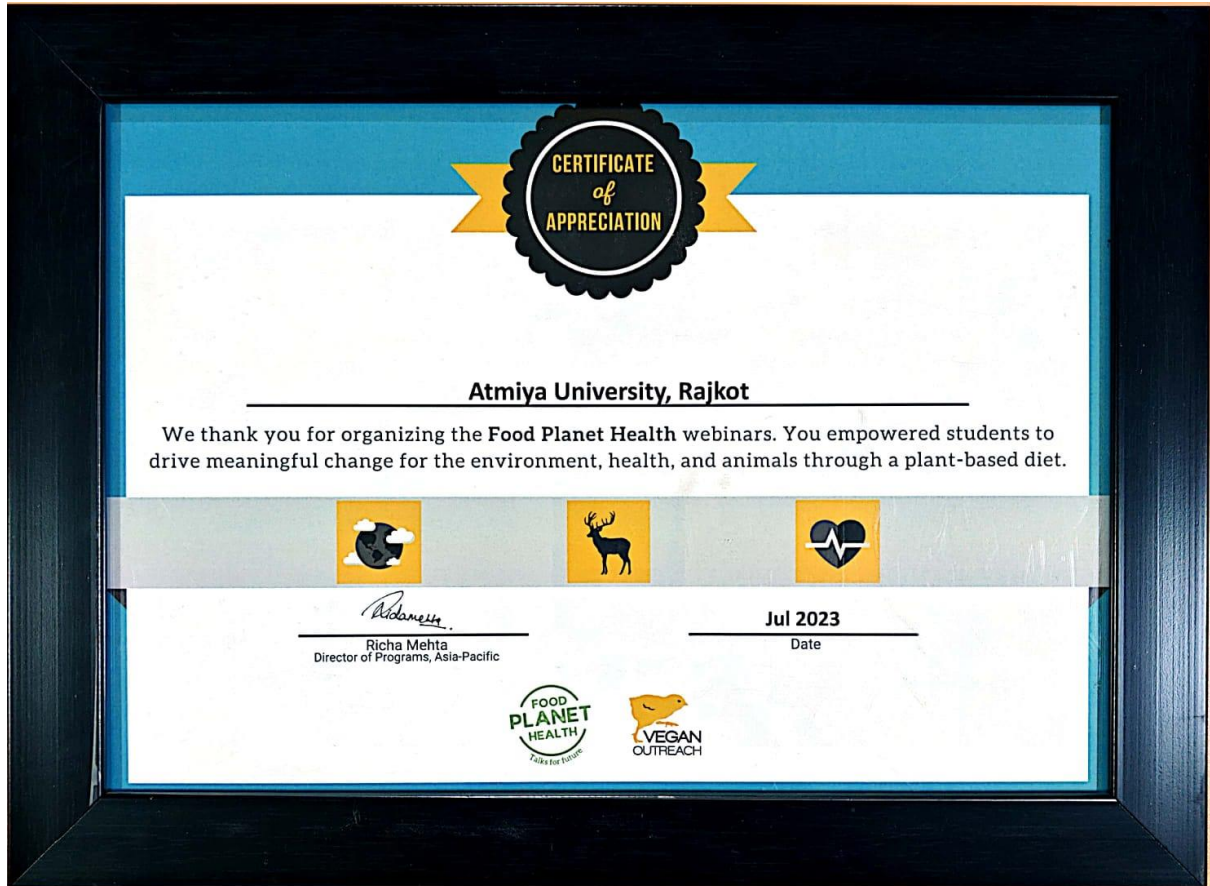 CERTIFICATE
of
APPRECIATION
Atmiya University, Rajkot
We thank you for organizing the Food Planet Health webinars. You empowered students to
drive meaningful change for the environment, health, and animals through a plant-based diet.
Richa Mehta
Director of Programs, Asia-Pacific
Jul 2023
Date
FOOD
PLANET
HEALTH
Talks for future
VEGAN
OUTREACH